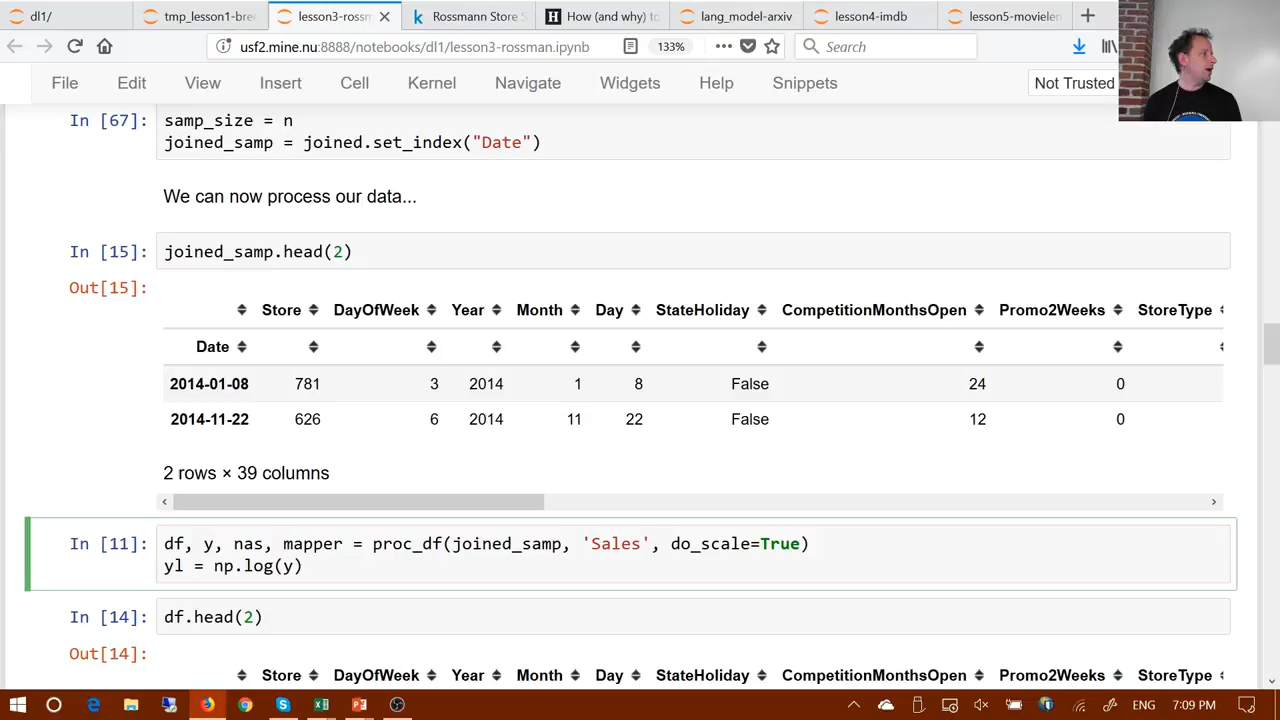 dl1/ tmp_lesson1-bre lesson3-rossm Rossmann Store S How (and why) to lang_model-arxiv lesson4-imdb lesson5-movielen
usf2.mine.nu:8888/notebooks/dl1/lesson3-rossman.ipynb 133% Search
File Edit View Insert Cell Kernel Navigate Widgets Help Snippets Not Trusted
In [67]: samp_size = n
joined_samp = joined.set_index("Date")
We can now process our data...
In [15]: joined_samp.head(2)
Out[15]:
Store DayOfWeek Year Month Day StateHoliday CompetitionMonthsOpen Promo2Weeks StoreType
Date
2014-01-08 781 3 2014 1 8 False 24 0
2014-11-22 626 6 2014 11 22 False 12 0
2 rows × 39 columns
In [11]: df, y, nas, mapper = proc_df(joined_samp, 'Sales', do_scale=True)
yl = np.log(y)
In [14]: df.head(2)
Out[14]:
Store DayOfWeek Year Month Day StateHoliday CompetitionMonthsOpen Promo2Weeks StoreType
ENG 7:09 PM